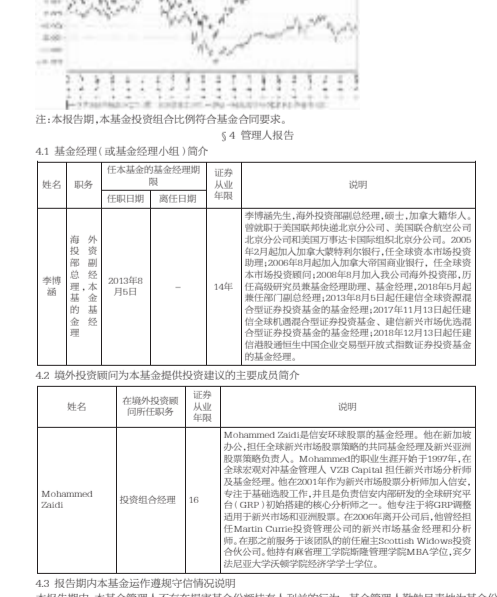 注:本报告期,本基金投资组合比例符合基金合同要求。
§4 管理人报告
4.1 基金经理(或基金经理小组)简介
姓名
职务
任本基金的基金经理期
限
任职日期
离任日期
证券
从业
年限
说明
李博
涵
海外
投资
部副
总经
理,本
基金
的基
金经
理
2013年8
月5日
-
14年
李博涵先生,海外投资部副总经理,硕士,加拿大籍华人。
曾就职于美国联邦快递北京分公司、美国联合航空公司
北京分公司和美国万事达卡国际组织北京分公司。2005
年2月起加入加拿大蒙特利尔银行,任全球资本市场投资
助理;2006年8月起加入加拿大帝国商业银行,任全球资
本市场投资顾问;2008年8月加入我公司海外投资部,历
任高级研究员兼基金经理助理、基金经理,2018年5月起
兼任部门副总经理;2013年8月5日起任建信全球资源混
合型证券投资基金的基金经理;2017年11月13日起任建
信全球机遇混合型证券投资基金、建信新兴市场优选混
合型证券投资基金的基金经理;2018年12月13日起任建
信港股通恒生中国企业交易型开放式指数证券投资基金
的基金经理。
4.2 境外投资顾问为本基金提供投资建议的主要成员简介
姓名
在境外投资顾
问所任职务
证券
从业
年限
说明
Mohammed
Zaidi
投资组合经理
16
Mohammed Zaidi是信安环球股票的基金经理。他在新加坡
办公,担任全球新兴市场股票策略的共同基金经理及新兴亚洲
股票策略负责人。Mohammed的职业生涯开始于1997年,在
全球宏观对冲基金管理人 VZB Capital 担任新兴市场分析师
及基金经理。他在2001年作为新兴市场股票分析师加入信安,
专注于基础选股工作,并且是负责信安内部研发的全球研究平
台(GRP)初始搭建的核心分析师之一。他专注于将GRP调整
适用于新兴市场和亚洲股票。在2006年离开公司后,他曾经担
任Martin Currie投资管理公司的新兴市场基金经理和分析
师。在那之前服务于该团队的前任雇主Scottish Widows投资
合伙公司。他持有麻省理工学院斯隆管理学院MBA学位,宾夕
法尼亚大学沃顿学院经济学学士学位。
4.3 报告期内本基金运作遵规守信情况说明